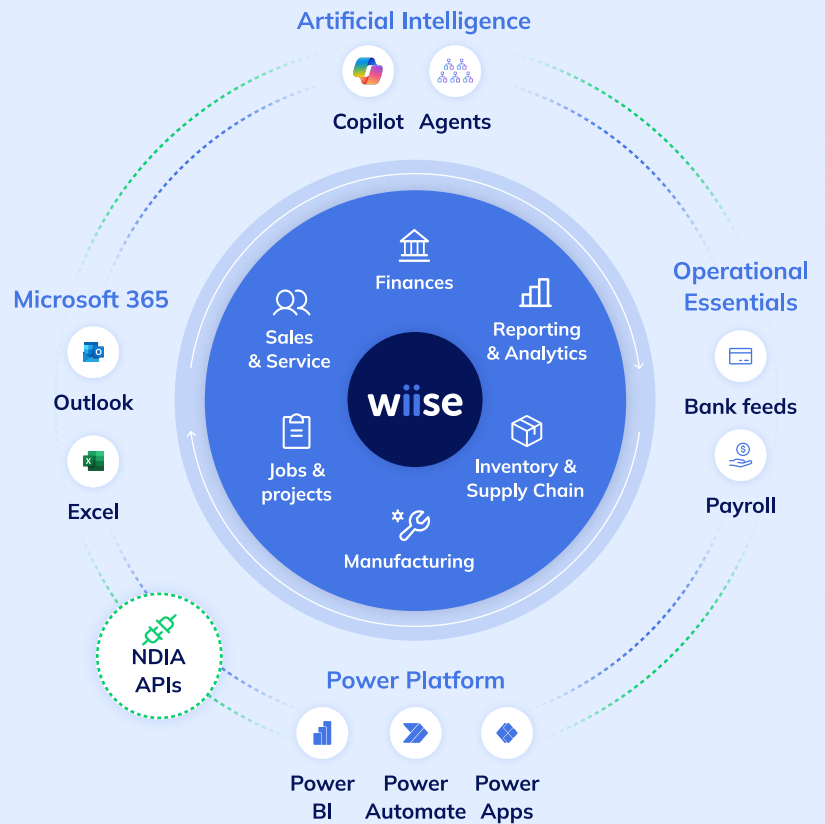 Artificial Intelligence
Copilot
Agents
Microsoft 365
Outlook
Excel
Operational
Essentials
Bank feeds
Payroll
Finances
Sales
& Service
Reporting
& Analytics
wiise
Jobs &
projects
Inventory &
Supply Chain
Manufacturing
NDIA
APIs
Power Platform
Power
BI
Power
Automate
Power
Apps